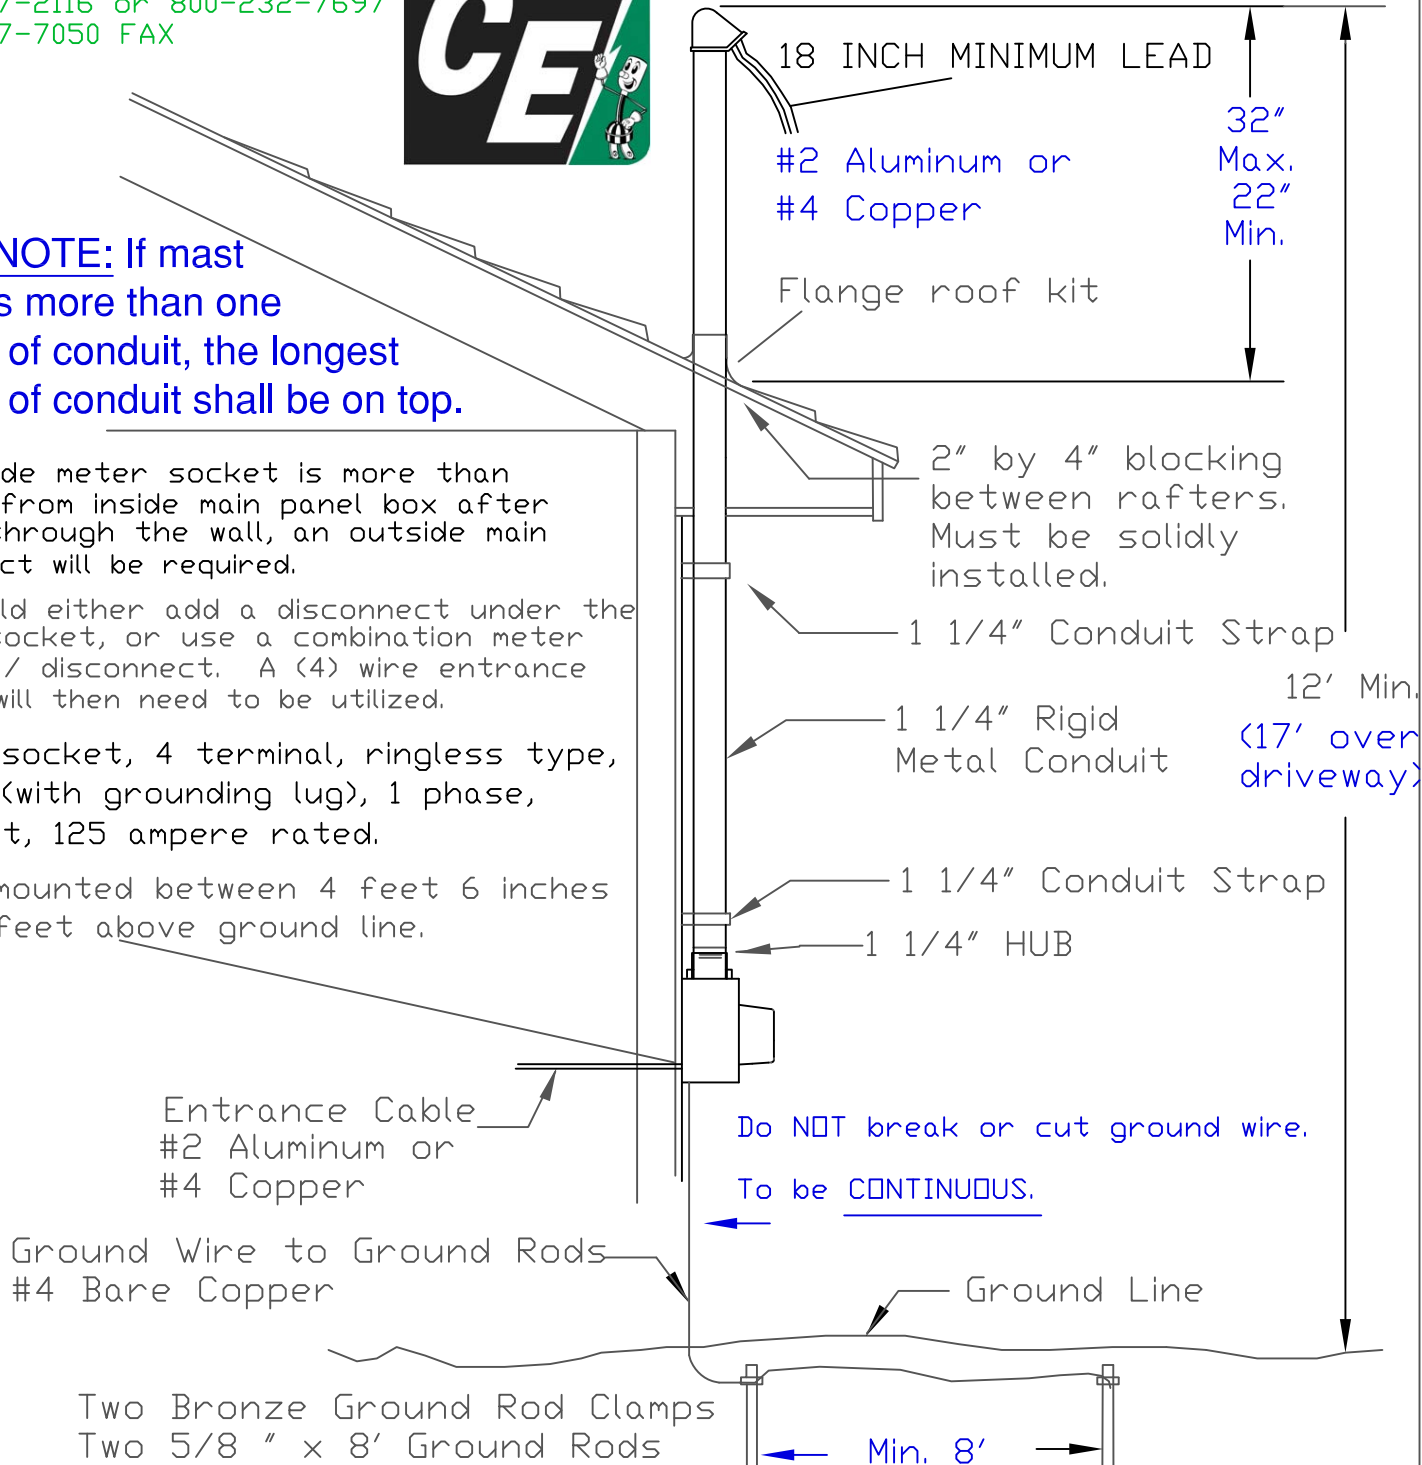 7-2116 or 800-232-7697
7-7050 FAX
CE
18 INCH MINIMUM LEAD
#2 Aluminum or
#4 Copper
32"
Max.
22"
Min.
NOTE: If mast
s more than one
of conduit, the longest
of conduit shall be on top.
Flange roof kit
de meter socket is more than
from inside main panel box after
through the wall, an outside main
ct will be required.
2" by 4" blocking
between rafters.
Must be solidly
installed.
ld either add a disconnect under the
ocket, or use a combination meter
/ disconnect. A (4) wire entrance
will then need to be utilized.
1 1/4" Conduit Strap
12' Min.
(17' over
driveway)
1 1/4" Rigid
Metal Conduit
socket, 4 terminal, ringless type,
(with grounding lug), 1 phase,
t, 125 ampere rated.
mounted between 4 feet 6 inches
feet above ground line.
1 1/4" Conduit Strap
1 1/4" HUB
Entrance Cable
#2 Aluminum or
#4 Copper
Do NOT break or cut ground wire.
To be CONTINUOUS.
Ground Wire to Ground Rods
#4 Bare Copper
Ground Line
Two Bronze Ground Rod Clamps
Two 5/8 " x 8' Ground Rods
Min. 8'